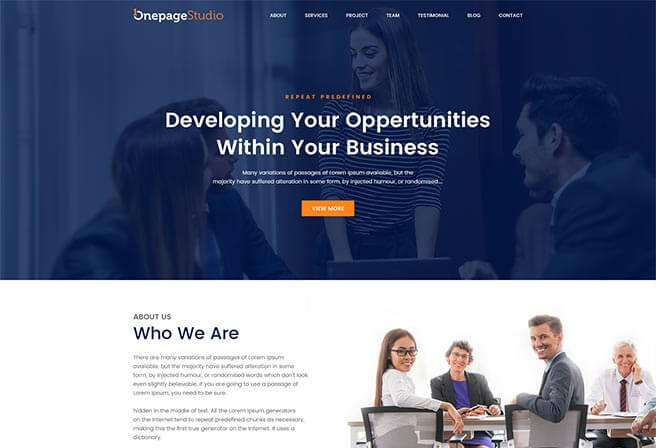 OnepageStudio
ABOUT SERVICES PROJECT TEAM TESTIMONIAL BLOG CONTACT
REPEAT PREDEFINED
Developing Your Oppertunities
Within Your Business
Many variations of passages of Lorem Ipsum available, but the
majority have suffered alteration in some form, by injected humour, or randomised...
VIEW MORE
ABOUT US
Who We Are
There are many variations of passages of Lorem Ipsum
available, but the majority have suffered alteration in some
form, by injected humour, or randomised words which don't look
even slightly believable. If you are going to use a passage of
Lorem Ipsum, you need to be sure.
hidden in the middle of text. All the Lorem Ipsum generators
on the Internet tend to repeat predefined chunks as necessary,
making this the first true generator on the Internet. It uses a
dictionary.